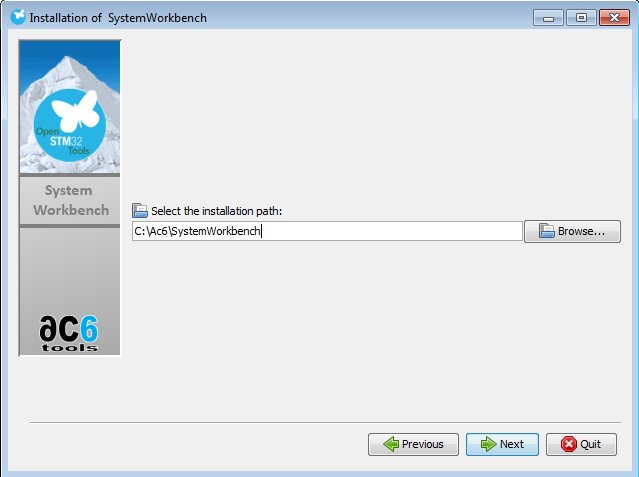 Installation of SystemWorkbench
Open
STM32
Tools
System
Workbench
Select the installation path:
C:\Ac6\SystemWorkbench
Browse...
ac6
tools
Previous
Next
Quit